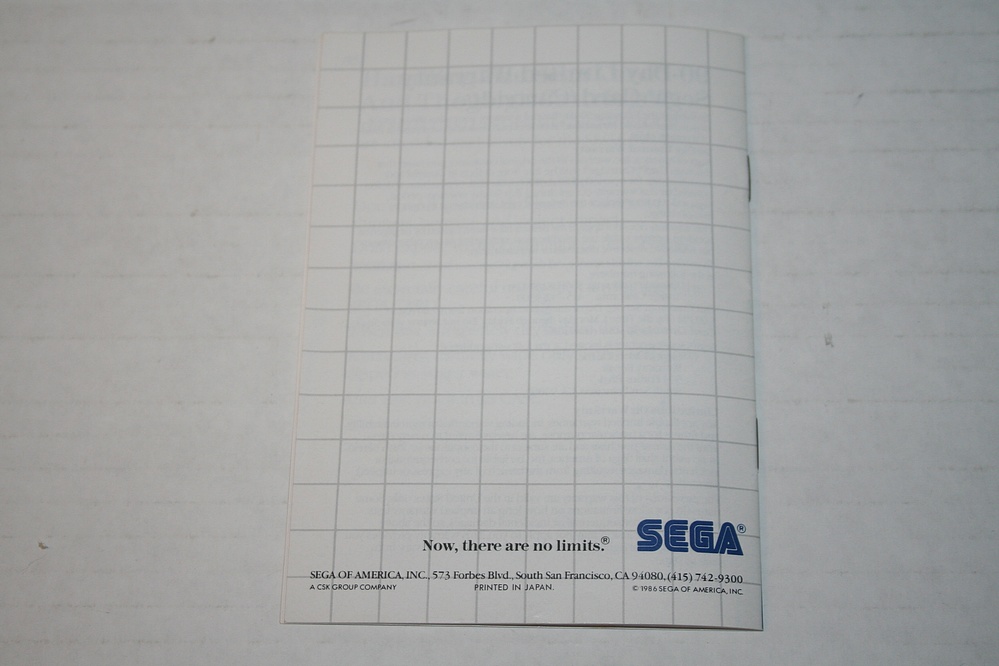 Now, there are no limits.®
SEGA®
SEGA OF AMERICA, INC., 573 Forbes Blvd., South San Francisco, CA 94080, (415) 742-9300
A CSK GROUP COMPANY PRINTED IN JAPAN. © 1986 SEGA OF AMERICA, INC.